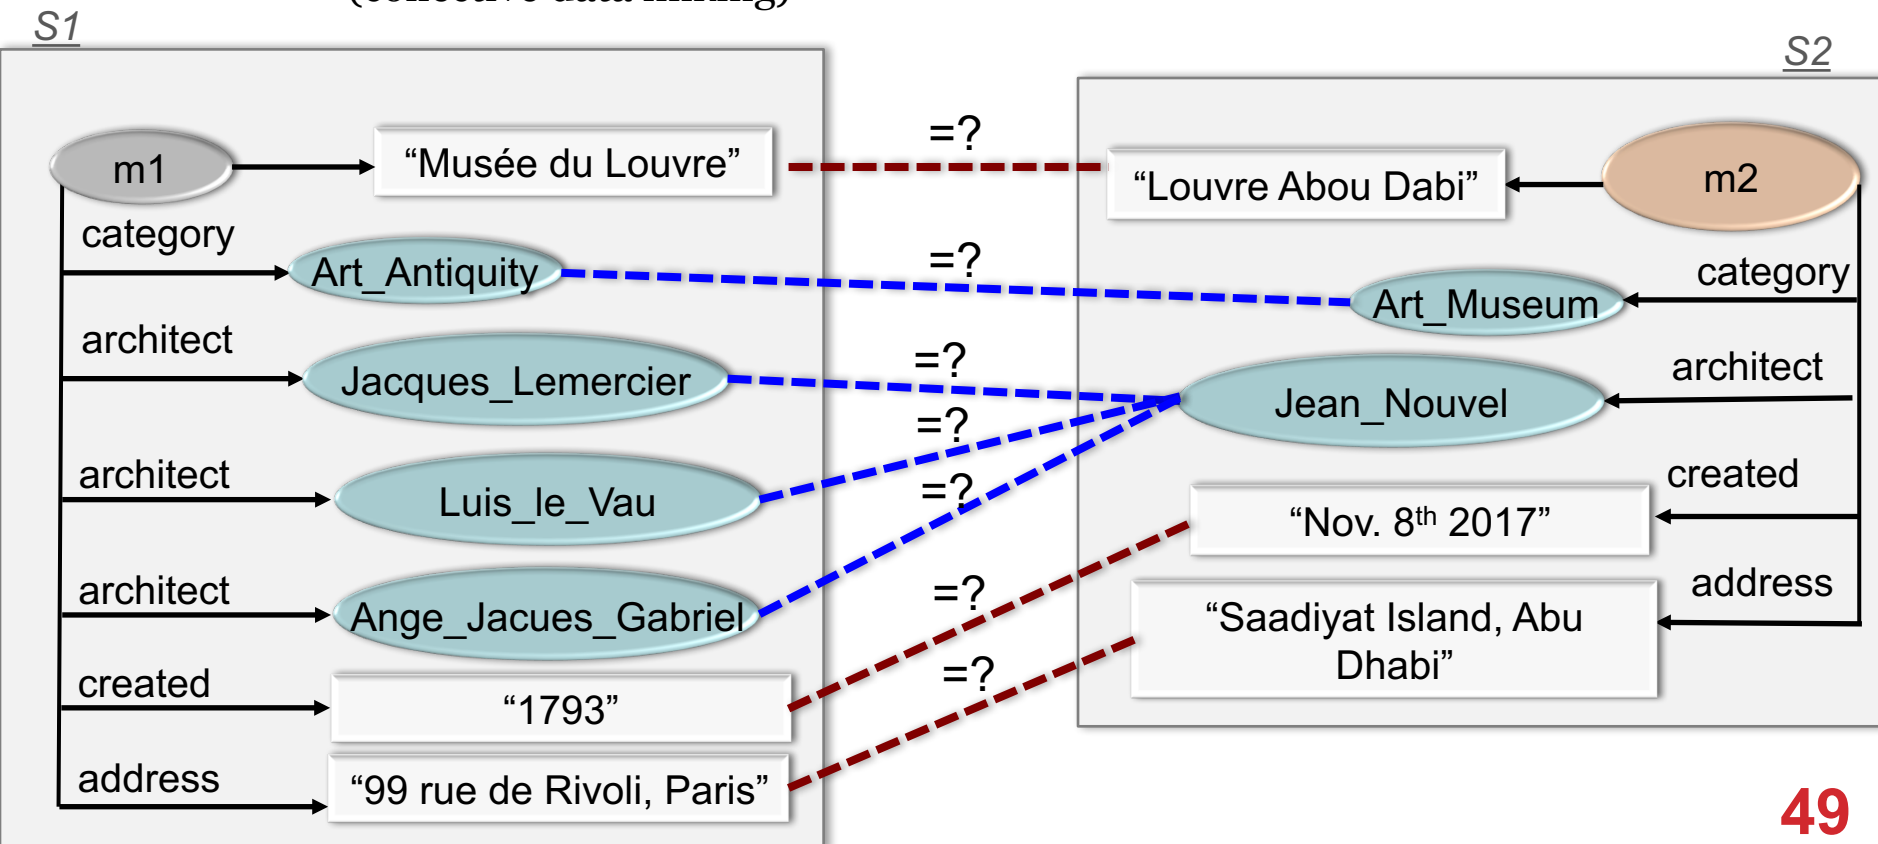 S1
S2
m1
“Musée du Louvre”
=?
“Louvre Abou Dabi”
m2
category
Art_Antiquity
=?
Art_Museum
category
architect
Jacques_Lemercier
=?
Jean_Nouvel
architect
architect
Luis_le_Vau
=?
=?
“Nov. 8th 2017”
created
architect
Ange_Jacues_Gabriel
=?
“Saadiyat Island, Abu
Dhabi”
address
created
“1793”
=?
address
“99 rue de Rivoli, Paris”
49